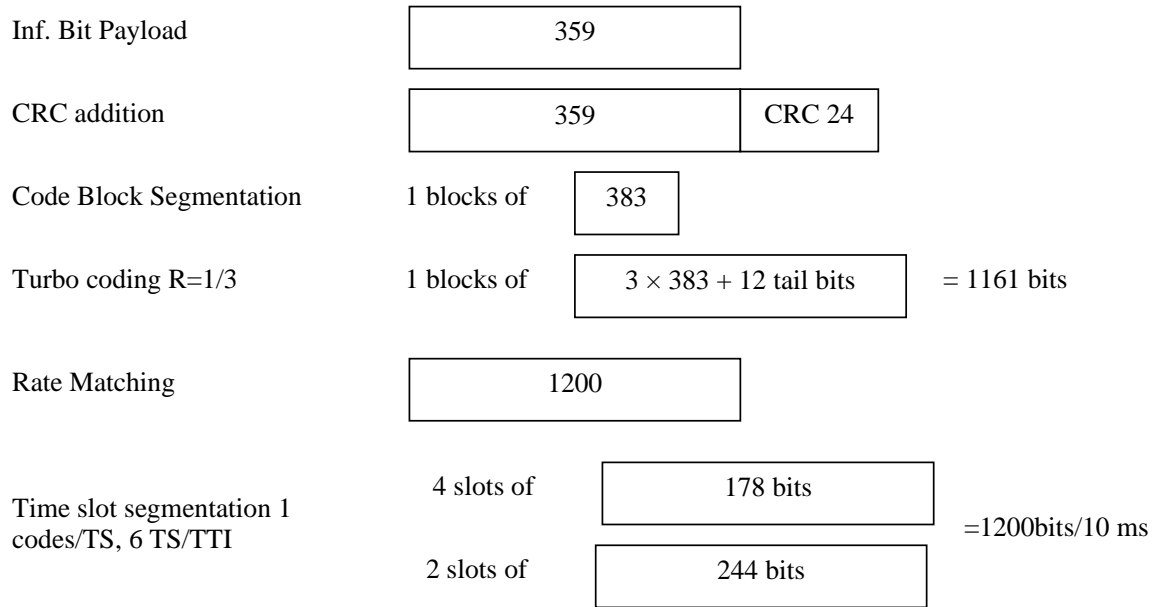 Inf. Bit Payload 359
CRC addition 359 CRC 24
Code Block Segmentation 1 blocks of 383
Turbo coding R=1/3 1 blocks of 3 × 383 + 12 tail bits = 1161 bits
Rate Matching 1200
4 slots of 178 bits
Time slot segmentation 1
codes/TS, 6 TS/TTI
=1200bits/10 ms
2 slots of 244 bits